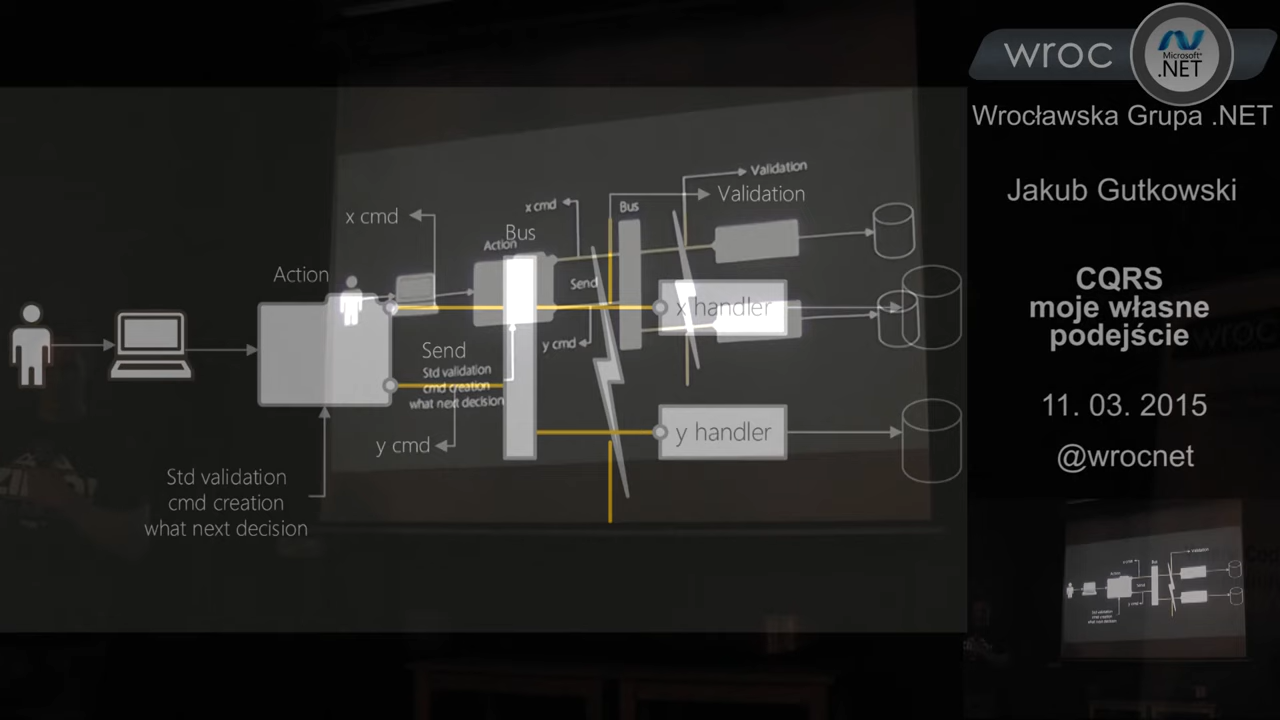 wroc
Microsoft®
.NET
Wrocławska Grupa .NET
Jakub Gutkowski
CQRS
moje własne
podejście
11. 03. 2015
@wrocnet
Validation
Validation
x cmd
x cmd
Bus
Bus
Action
Action
Send
x handler
y cmd
Send
Std validation
cmd creation
what next decision
y cmd
y handler
Std validation
cmd creation
what next decision